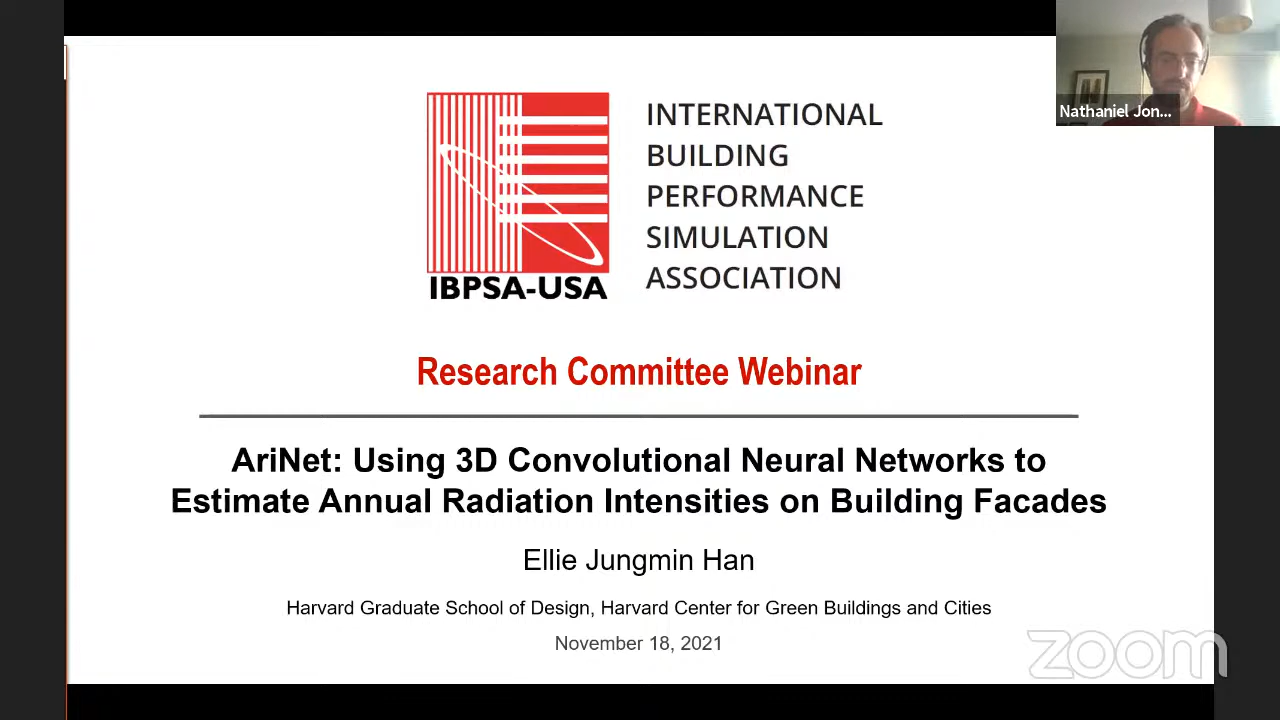 INTERNATIONAL
BUILDING
PERFORMANCE
SIMULATION
ASSOCIATION
IBPSA-USA
Nathaniel Jon...
Research Committee Webinar
AriNet: Using 3D Convolutional Neural Networks to
Estimate Annual Radiation Intensities on Building Facades
Ellie Jungmin Han
Harvard Graduate School of Design, Harvard Center for Green Buildings and Cities
November 18, 2021
zoom